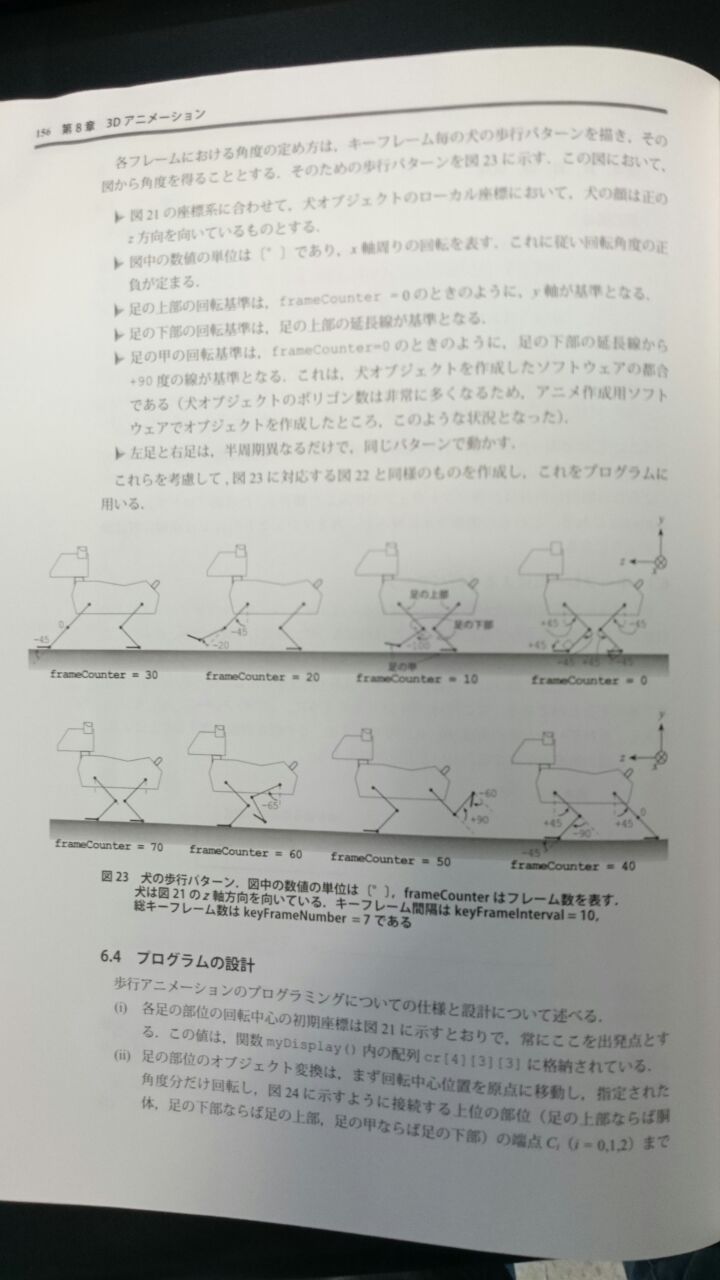 156 第8章 3Dアニメーション
各フレームにおける角度の定め方は，キーフレーム毎の犬の歩行パターンを描き，その
図から角度を得ることとする．そのための歩行パターンを図23に示す．この図において，
▶ 図21の座標系に合わせて，犬オブジェクトのローカル座標において，犬の顔は正の
z方向を向いているものとする．
▶ 図中の数値の単位は〔°〕であり，x軸周りの回転を表す．これに従い回転角度の正
負が定まる．
▶ 足の上部の回転基準は，frameCounter = 0のときのように，y軸が基準となる．
▶ 足の下部の回転基準は，足の上部の延長線が基準となる．
▶ 足の甲の回転基準は，frameCounter=0のときのように，足の下部の延長線から
+90度の線が基準となる．これは，犬オブジェクトを作成したソフトウェアの都合
である（犬オブジェクトのポリゴン数は非常に多くなるため，アニメ作成用ソフト
ウェアでオブジェクトを作成したところ，このような状況となった）．
▶ 左足と右足は，半周期異なるだけで，同じパターンで動かす．
これらを考慮して，図23に対応する図22と同様のものを作成し，これをプログラムに
用いる．
y
z
x
0
-45
-45
-20
足の上部
足の下部
-100
足の甲
+45
-45
+45
-45
+45
-45
frameCounter = 30
frameCounter = 20
frameCounter = 10
frameCounter = 0
y
z
x
-65
-60
+90
+45
-90
+45
0
-45
frameCounter = 70
frameCounter = 60
frameCounter = 50
frameCounter = 40
図23 犬の歩行パターン．図中の数値の単位は〔°〕，frameCounterはフレーム数を表す．
犬は図21のz軸方向を向いている．キーフレーム間隔はkeyFrameInterval = 10，
総キーフレーム数はkeyFrameNumber = 7である
6.4 プログラムの設計
歩行アニメーションのプログラミングについての仕様と設計について述べる．
(i) 各足の部位の回転中心の初期座標は図21に示すとおりで，常にここを出発点とす
る．この値は，関数myDisplay()内の配列cr[4][3][3]に格納されている．
(ii) 足の部位のオブジェクト変換は，まず回転中心位置を原点に移動し，指定された
角度分だけ回転し，図24に示すように接続する上位の部位（足の上部ならば胴
体，足の下部ならば足の上部，足の甲ならば足の下部）の端点Ci（i = 0,1,2）まで